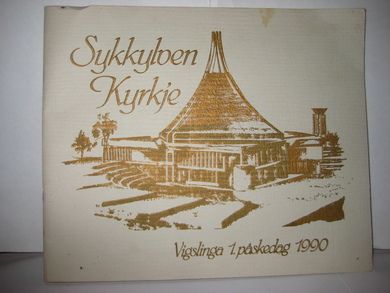 Sykkylven
Kyrkje
Vigslinga 1. påskedag 1990